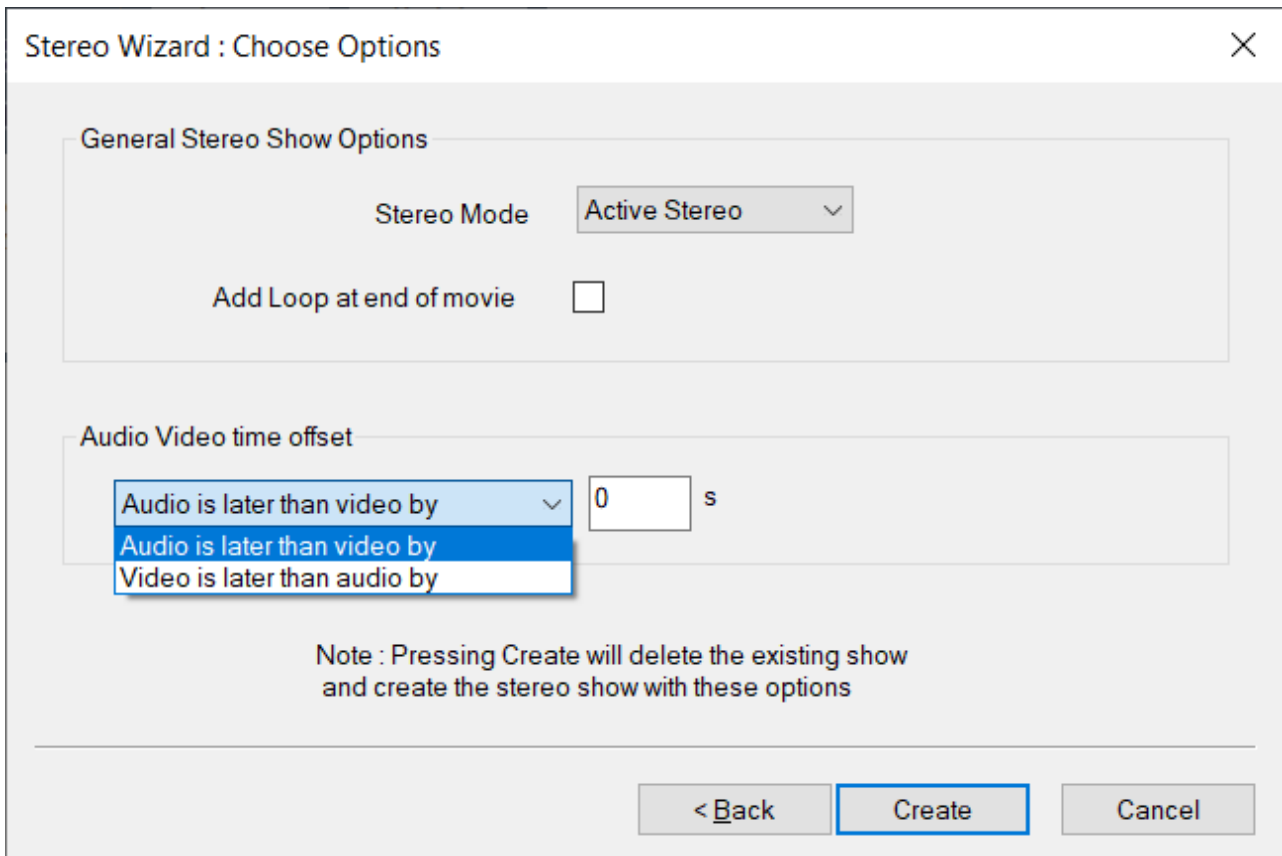 Stereo Wizard : Choose Options
General Stereo Show Options
Stereo Mode Active Stereo
Add Loop at end of movie
Audio Video time offset
Audio is later than video by 0 s
Audio is later than video by
Video is later than audio by
Note : Pressing Create will delete the existing show
and create the stereo show with these options
< Back Create Cancel